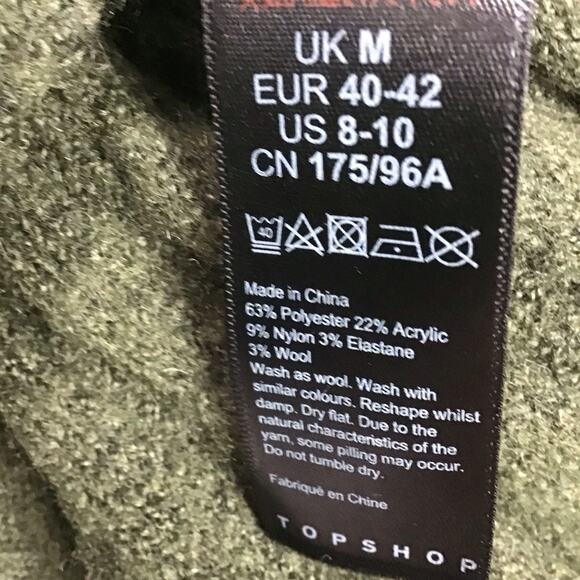 UK M
EUR 40-42
US 8-10
CN 175/96A
40
Made in China
63% Polyester 22% Acrylic
9% Nylon 3% Elastane
3% Wool
Wash as wool. Wash with
similar colours. Reshape whilst
damp. Dry flat. Due to the
natural characteristics of the
yarn, some pilling may occur.
Do not tumble dry.
Fabriqué en Chine
TOPSHOP